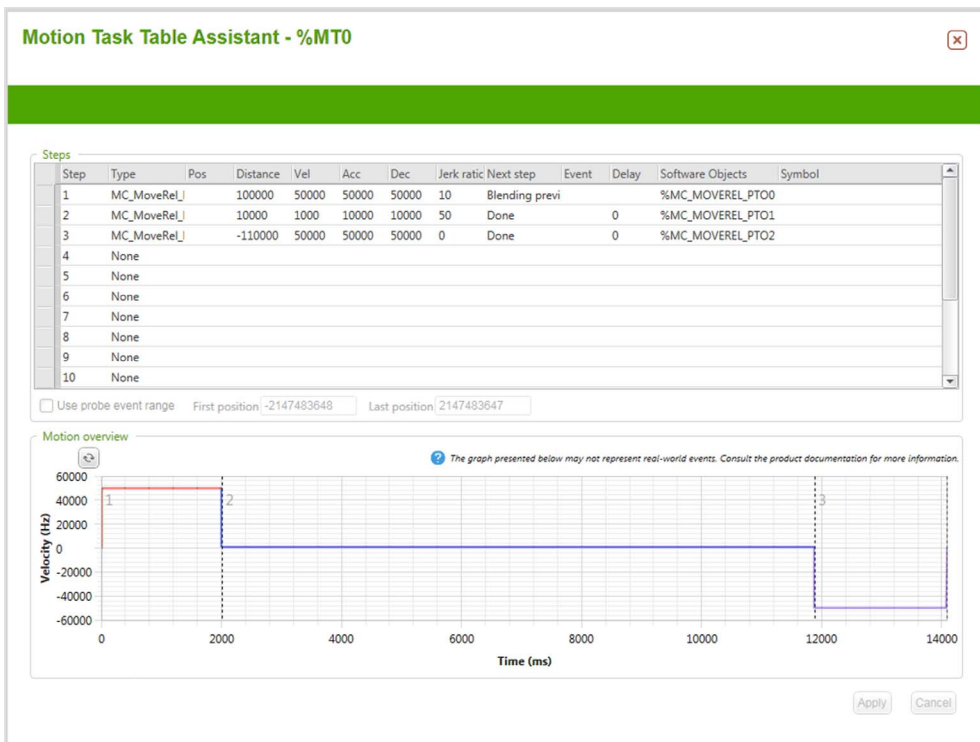 Motion Task Table Assistant - %MT0
Steps
Step Type Pos Distance Vel Acc Dec Jerk ratic Next step Event Delay Software Objects Symbol
1 MC_MoveRel_I 100000 50000 50000 50000 10 Blending previ %MC_MOVEREL_PTO0
2 MC_MoveRel_I 10000 1000 10000 10000 50 Done 0 %MC_MOVEREL_PTO1
3 MC_MoveRel_I -110000 50000 50000 50000 0 Done 0 %MC_MOVEREL_PTO2
4 None
5 None
6 None
7 None
8 None
9 None
10 None
Use probe event range First position -2147483648 Last position 2147483647
Motion overview
? The graph presented below may not represent real-world events. Consult the product documentation for more information.
60000
40000
20000
0
-20000
-40000
-60000
Velocity (Hz)
1 2 3
0 2000 4000 6000 8000 10000 12000 14000
Time (ms)
Apply Cancel